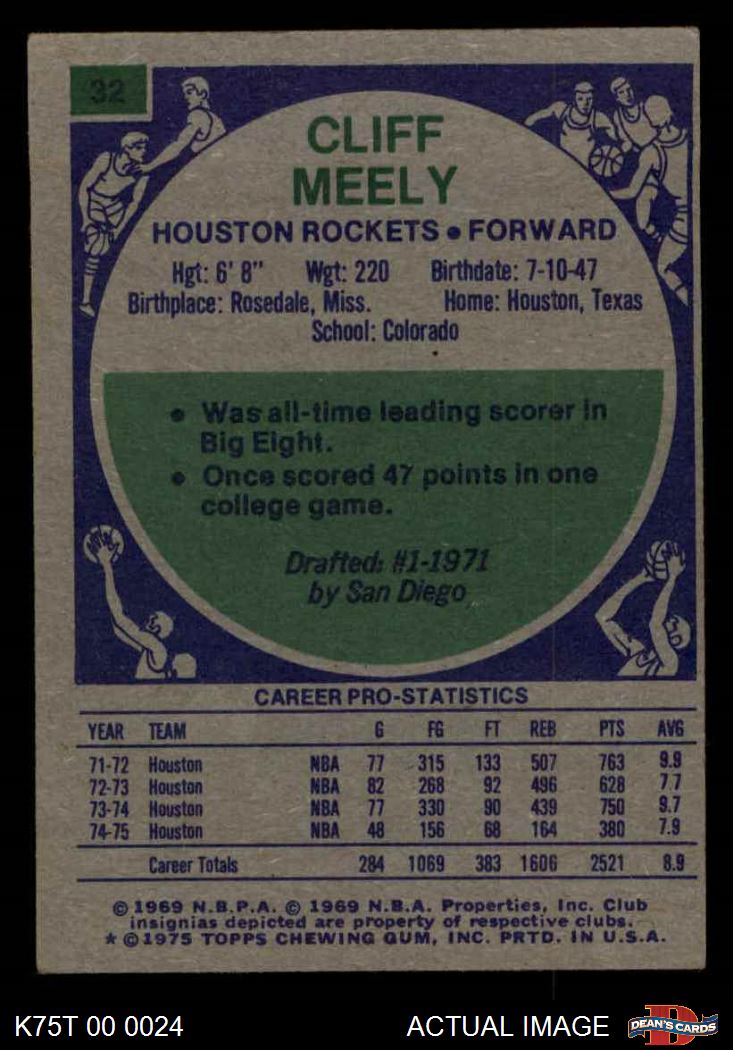 32
CLIFF
MEELY
HOUSTON ROCKETS • FORWARD
Hgt: 6' 8" Wgt: 220 Birthdate: 7-10-47
Birthplace: Rosedale, Miss. Home: Houston, Texas
School: Colorado
• Was all-time leading scorer in
Big Eight.
• Once scored 47 points in one
college game.
Drafted: #1-1971
by San Diego
CAREER PRO-STATISTICS
YEAR TEAM G FG FT REB PTS AVG
71-72 Houston NBA 77 315 133 507 763 9.9
72-73 Houston NBA 82 268 92 496 628 7.7
73-74 Houston NBA 77 330 90 439 750 9.7
74-75 Houston NBA 48 156 68 164 380 7.9
Career Totals 284 1069 383 1606 2521 8.9
© 1969 N.B.P.A. © 1969 N.B.A. Properties, Inc. Club
insignias depicted are property of respective clubs.
* © 1975 TOPPS CHEWING GUM, INC. PRTD. IN U.S.A.
K75T 00 0024 ACTUAL IMAGE DEAN'S CARDS